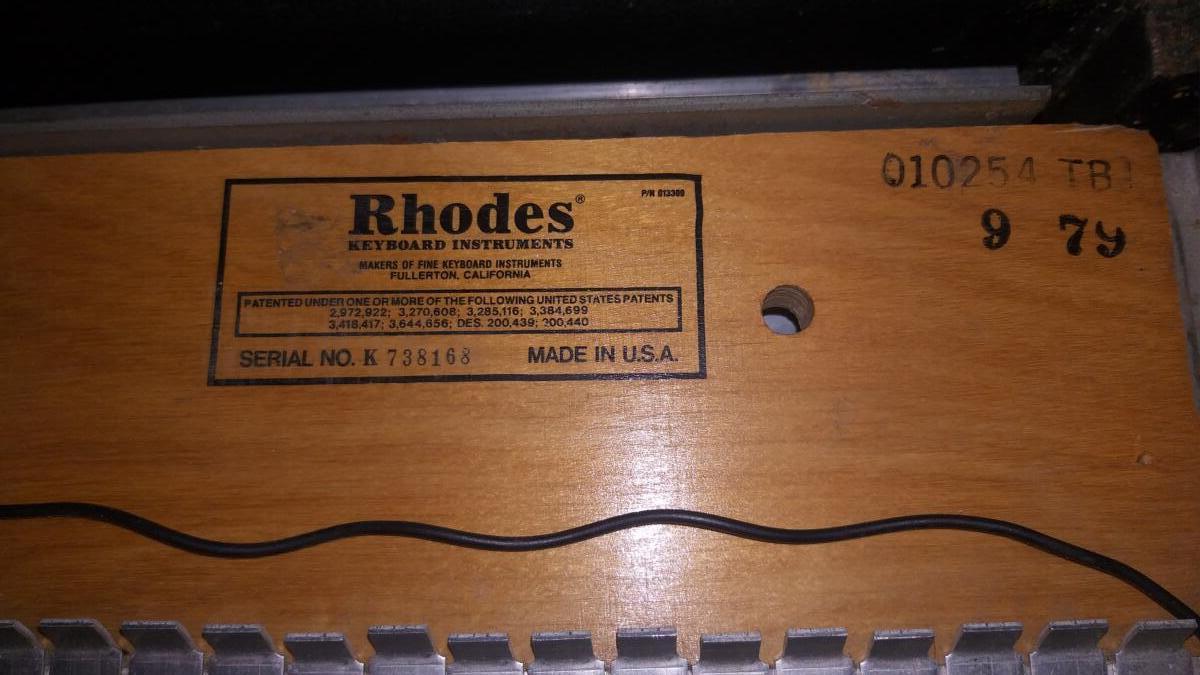 010254 TB1
P/N 013300
Rhodes®
9 79
KEYBOARD INSTRUMENTS
MAKERS OF FINE KEYBOARD INSTRUMENTS
FULLERTON, CALIFORNIA
PATENTED UNDER ONE OR MORE OF THE FOLLOWING UNITED STATES PATENTS
2,972,922; 3,270,608; 3,285,116; 3,384,699
3,418,417; 3,644,656; DES. 200,439; 200,440
SERIAL NO. K 738168 MADE IN U.S.A.